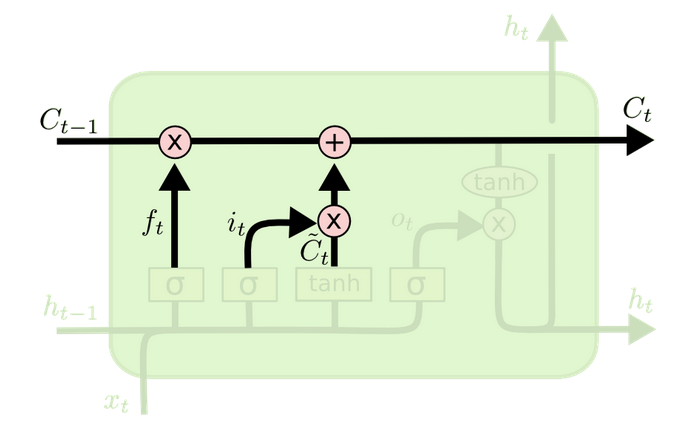 h_t
C_{t-1}
C_t
x
+
tanh
f_t
i_t
x
o_t
x
C̃_t
σ
σ
tanh
σ
h_{t-1}
h_t
x_t